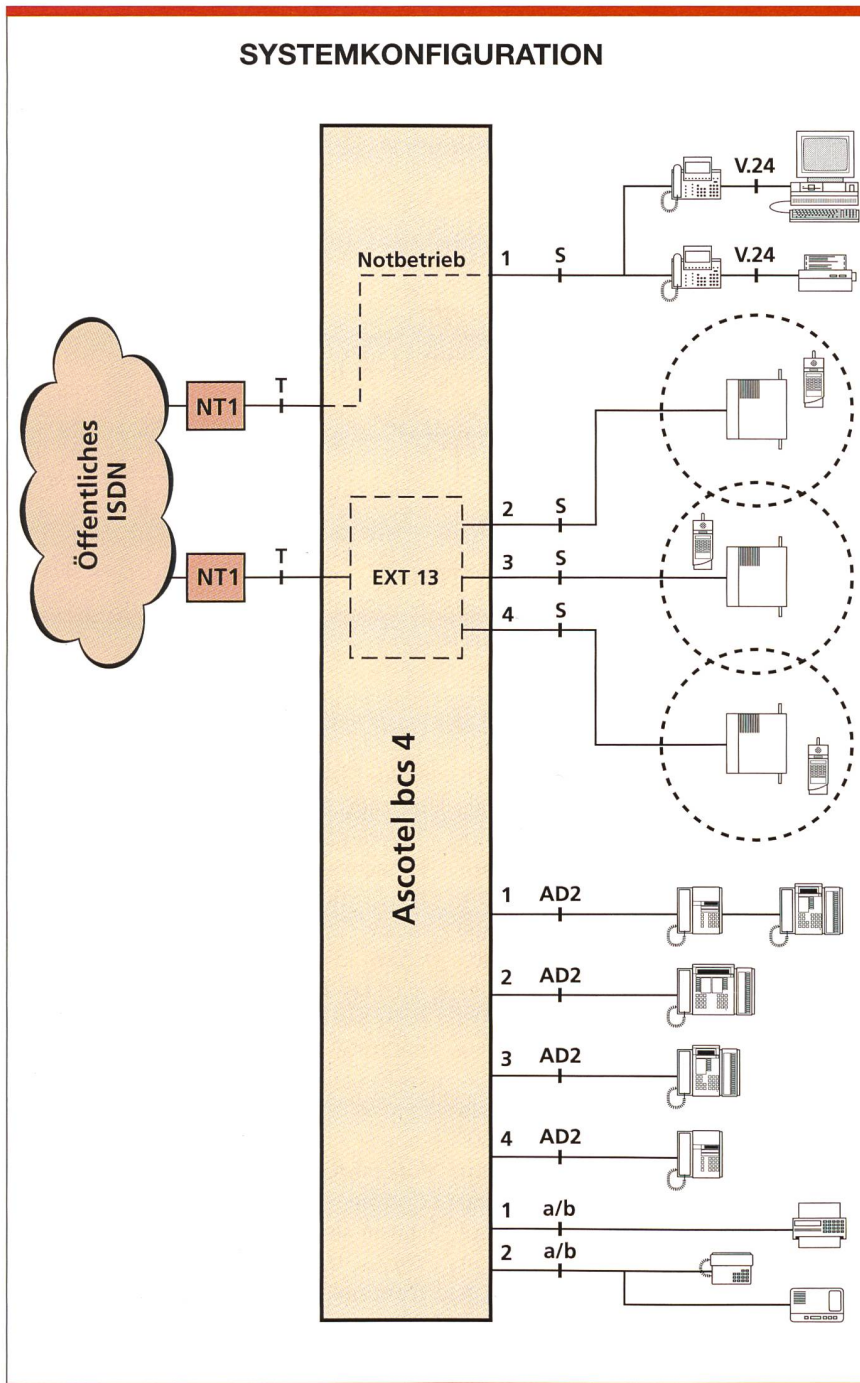 SYSTEMKONFIGURATION
V.24
Notbetrieb
1 S
V.24
T
NT1
Öffentliches
ISDN
2 S
T
NT1
EXT 13
3 S
4 S
Ascotel bcs 4
1 AD2
2 AD2
3 AD2
4 AD2
1 a/b
2 a/b